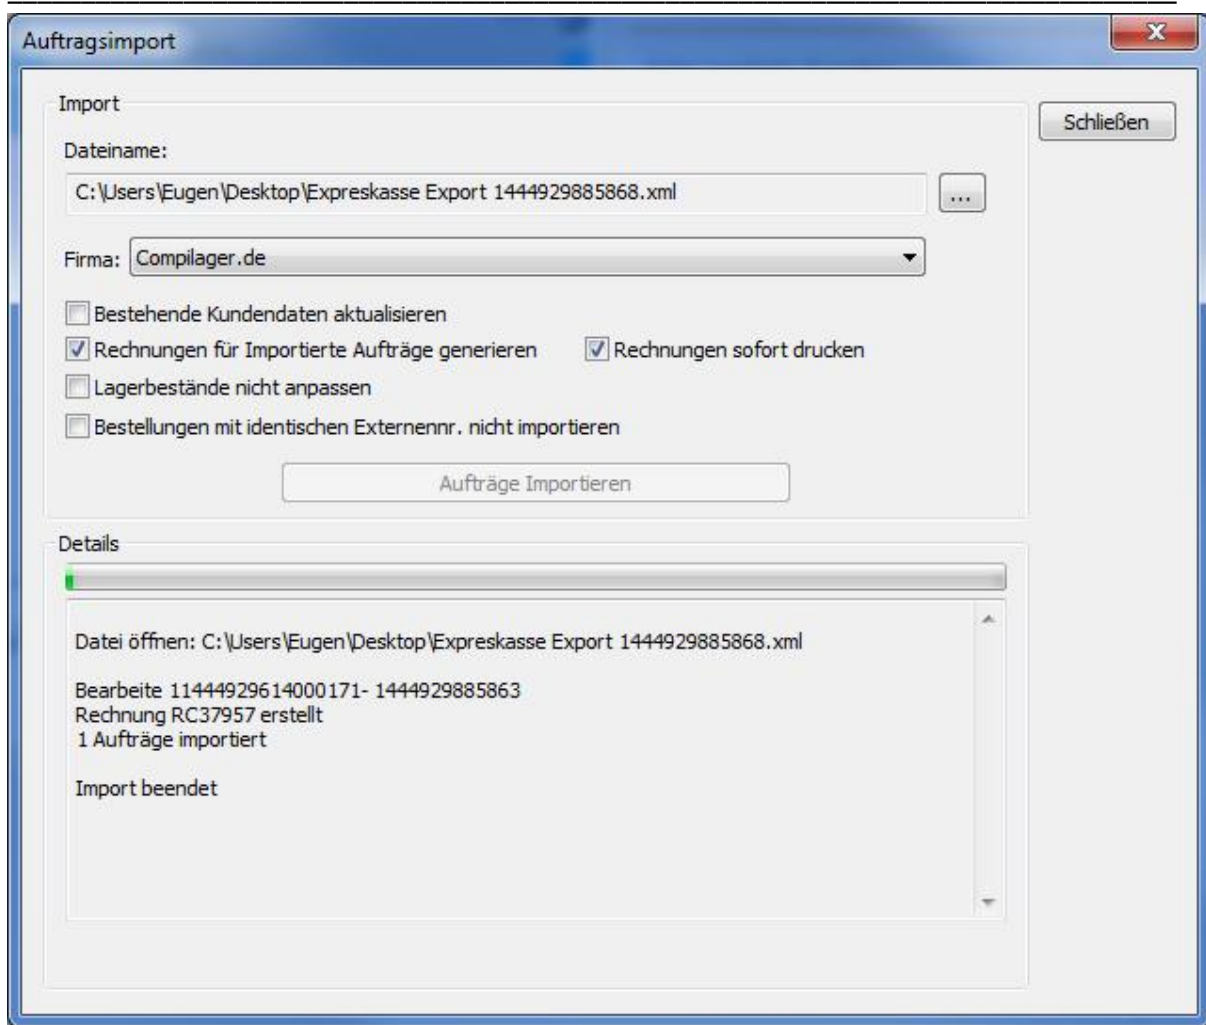 Auftragsimport
Import
Schließen
Dateiname:
C:\Users\Eugen\Desktop\Expreskasse Export 1444929885868.xml
...
Firma: Compilager.de
Bestehende Kundendaten aktualisieren
Rechnungen für Importierte Aufträge generieren Rechnungen sofort drucken
Lagerbestände nicht anpassen
Bestellungen mit identischen Externennr. nicht importieren
Aufträge Importieren
Details
Datei öffnen: C:\Users\Eugen\Desktop\Expreskasse Export 1444929885868.xml
Bearbeite 11444929614000171- 1444929885863
Rechnung RC37957 erstellt
1 Aufträge importiert
Import beendet